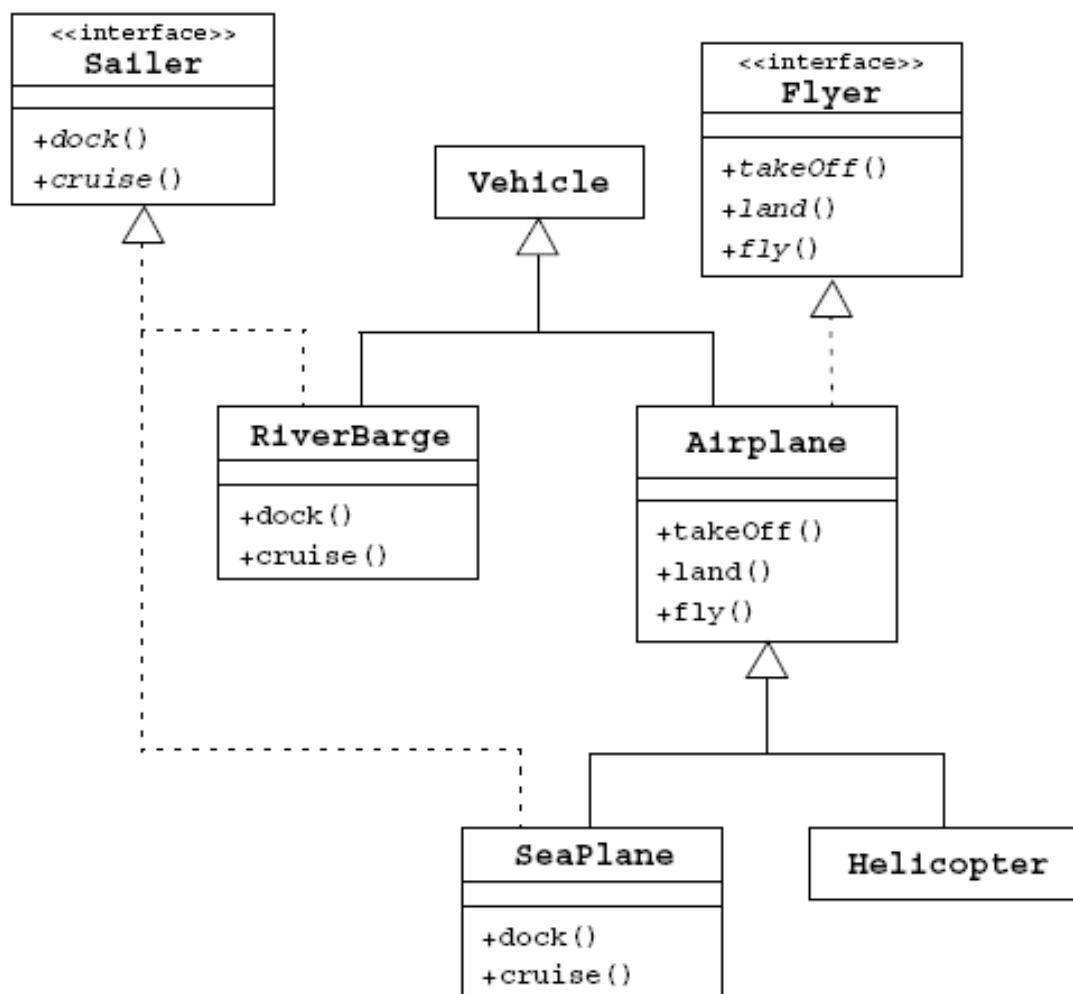 <<interface>>
Sailer
+dock()
+cruise()
<<interface>>
Flyer
+takeOff()
+land()
+fly()
Vehicle
RiverBarge
+dock()
+cruise()
Airplane
+takeOff()
+land()
+fly()
SeaPlane
+dock()
+cruise()
Helicopter